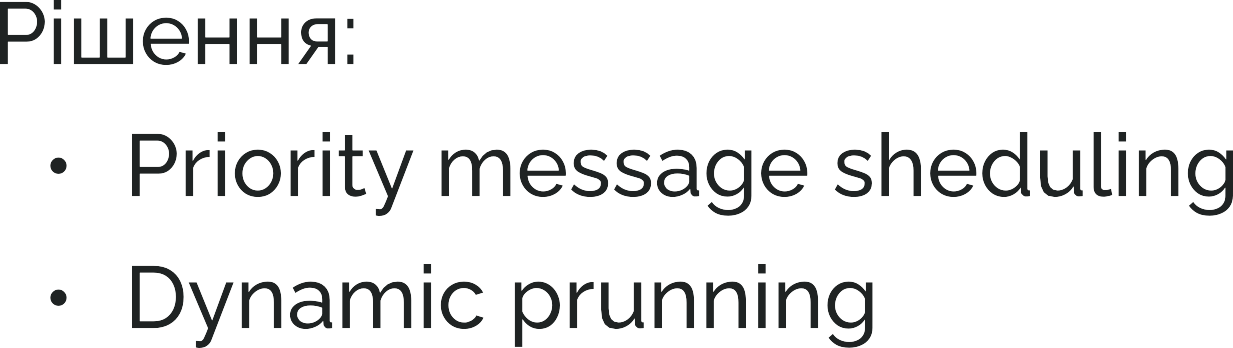 Рішення:
• Priority message sheduling
• Dynamic prunning